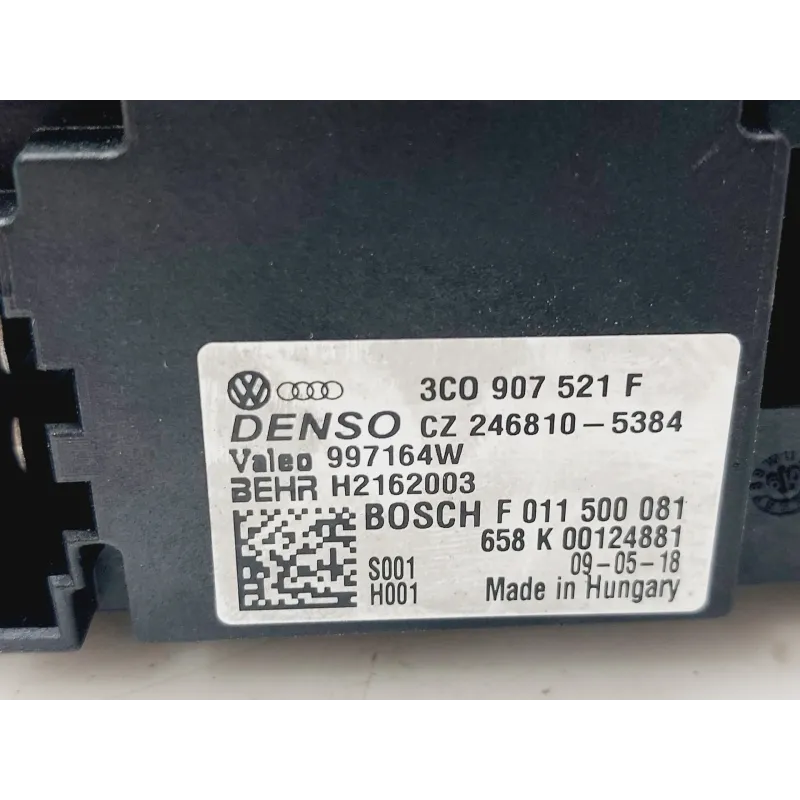 3C0 907 521 F
DENSO CZ 246810-5384
Valeo 997164W
BEHR H2162003
BOSCH F 011 500 081
658 K 00124881
S001 09-05-18
H001 Made in Hungary